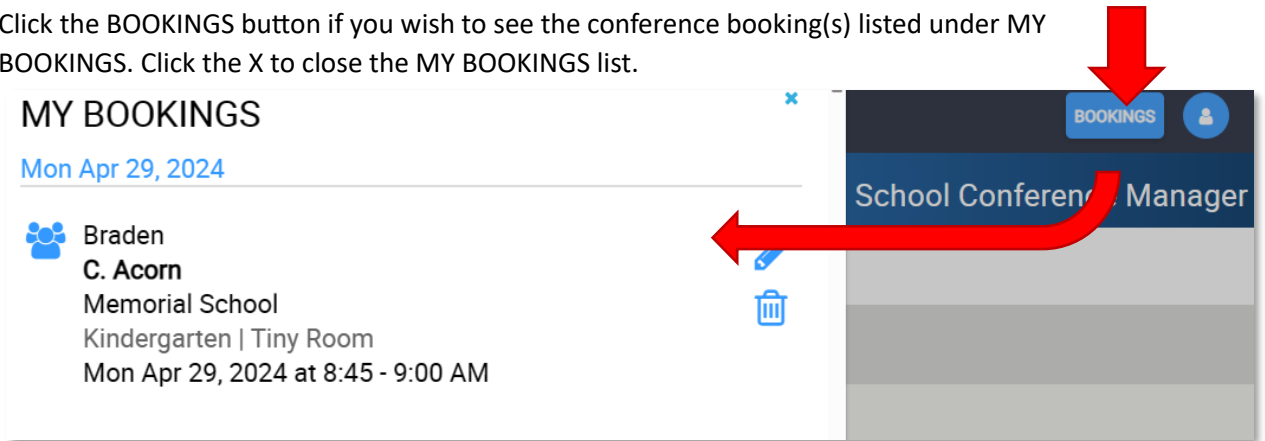 Click the BOOKINGS button if you wish to see the conference booking(s) listed under MY
BOOKINGS. Click the X to close the MY BOOKINGS list.
MY BOOKINGS
BOOKINGS
Mon Apr 29, 2024
School Conference Manager
Braden
C. Acorn
Memorial School
Kindergarten | Tiny Room
Mon Apr 29, 2024 at 8:45 - 9:00 AM